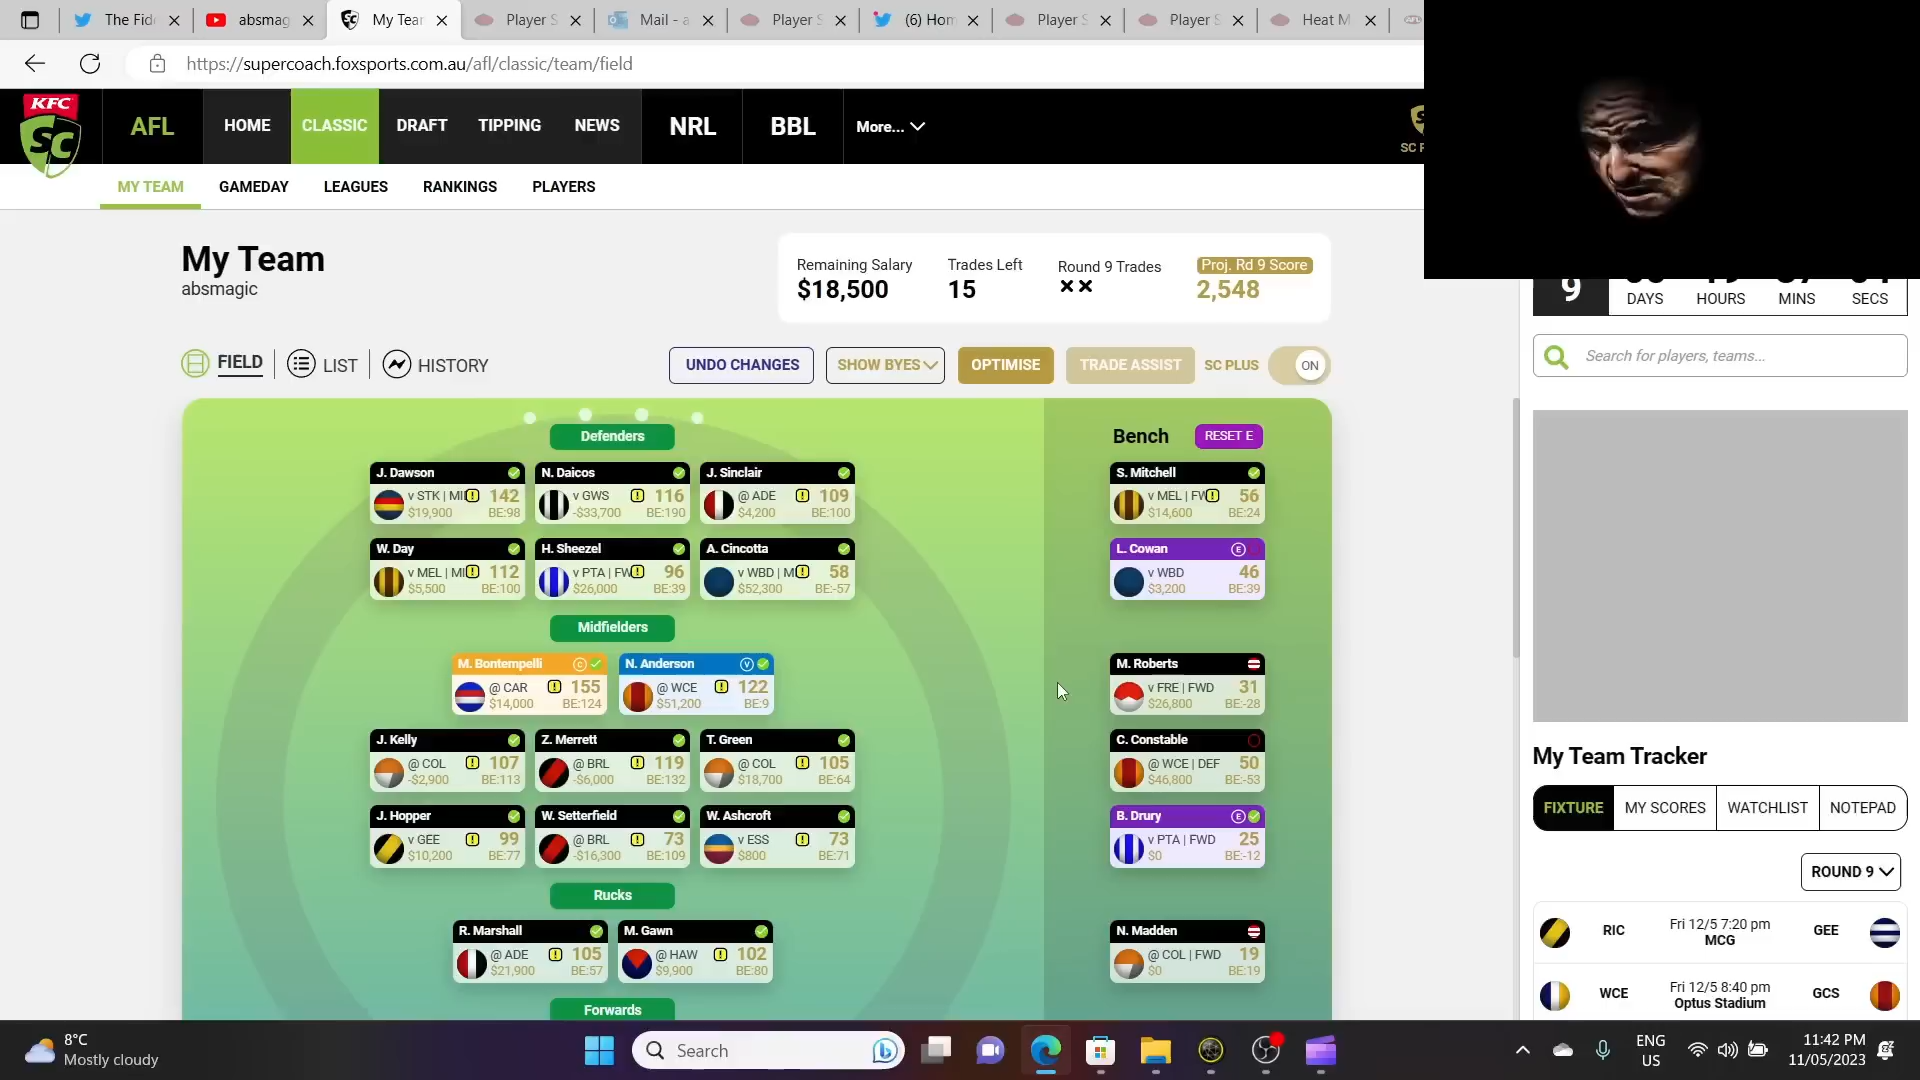 The Fid
absmag
My Tear
Player S
Mail - a
Player S
(6) Hom
Player S
Player S
Heat M
https://supercoach.foxsports.com.au/afl/classic/team/field
KFC
SC
AFL
HOME
CLASSIC
DRAFT
TIPPING
NEWS
NRL
BBL
More...
MY TEAM
GAMEDAY
LEAGUES
RANKINGS
PLAYERS
My Team
absmagic
Remaining Salary
$18,500
Trades Left
15
Round 9 Trades
Proj. Rd 9 Score
2,548
9
DAYS
HOURS
MINS
SECS
FIELD
LIST
HISTORY
UNDO CHANGES
SHOW BYES
OPTIMISE
TRADE ASSIST
SC PLUS
ON
Search for players, teams...
Defenders
Bench
RESET E
J. Dawson
v STK | MI 142
$19,900 BE:98
N. Daicos
v GWS 116
-$33,700 BE:190
J. Sinclair
@ ADE 109
$4,200 BE:100
S. Mitchell
v MEL | FW 56
$14,600 BE:24
W. Day
v MEL | MI 112
$5,500 BE:100
H. Sheezel
v PTA | FW 96
$26,000 BE:39
A. Cincotta
v WBD | M 58
$52,300 BE:-57
L. Cowan E
v WBD 46
$3,200 BE:39
Midfielders
M. Bontempelli C
@ CAR 155
$14,000 BE:124
N. Anderson V
@ WCE 122
$51,200 BE:9
M. Roberts
v FRE | FWD 31
$26,800 BE:-28
J. Kelly
@ COL 107
-$2,900 BE:113
Z. Merrett
@ BRL 119
-$6,000 BE:132
T. Green
@ COL 105
$18,700 BE:64
C. Constable
@ WCE | DEF 50
$46,800 BE:-53
J. Hopper
v GEE 99
$10,200 BE:77
W. Setterfield
@ BRL 73
-$16,300 BE:109
W. Ashcroft
v ESS 73
$800 BE:71
B. Drury E
v PTA | FWD 25
$0 BE:-12
Rucks
R. Marshall
@ ADE 105
$21,900 BE:57
M. Gawn
@ HAW 102
$9,900 BE:80
N. Madden
@ COL | FWD 19
$0 BE:19
Forwards
My Team Tracker
FIXTURE
MY SCORES
WATCHLIST
NOTEPAD
ROUND 9
RIC
Fri 12/5 7:20 pm
MCG
GEE
WCE
Fri 12/5 8:40 pm
Optus Stadium
GCS
8°C
Mostly cloudy
Search
ENG
US
11:42 PM
11/05/2023